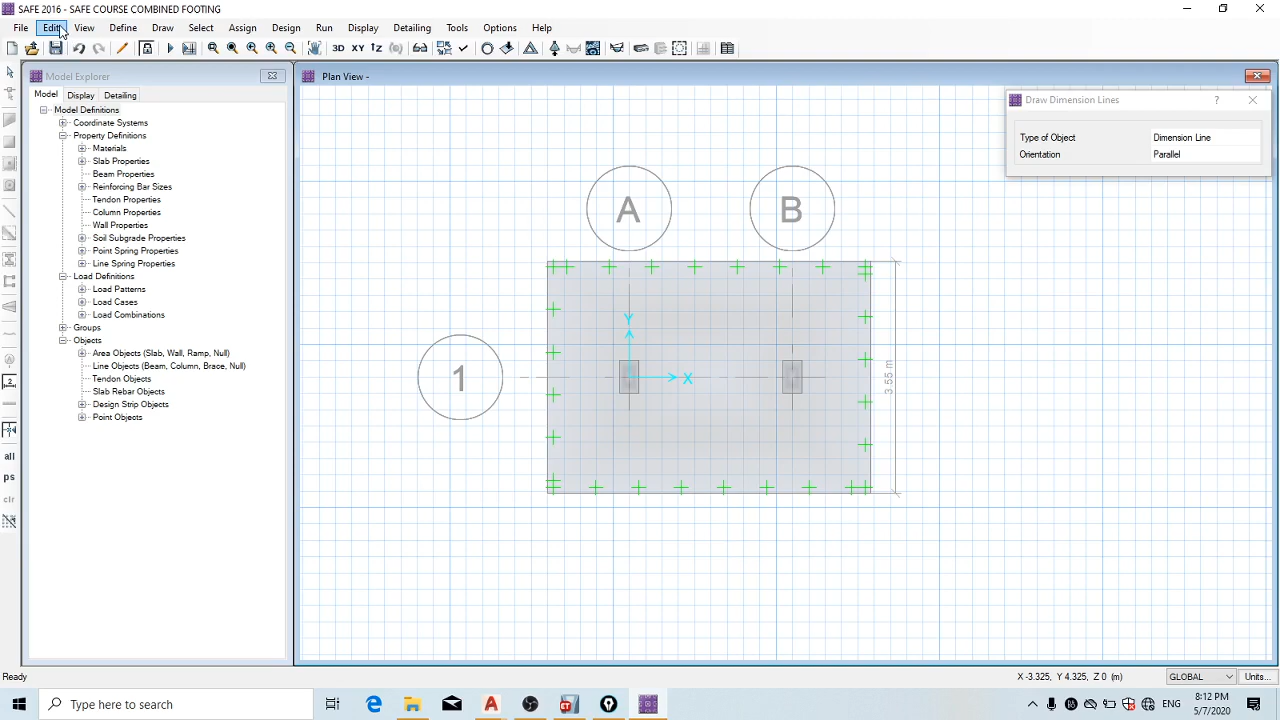 SAFE 2016 - SAFE COURSE COMBINED FOOTING
File Edit View Define Draw Select Assign Design Run Display Detailing Tools Options Help
3D XY XZ
Model Explorer
Model Display Detailing
Model Definitions
Coordinate Systems
Property Definitions
Materials
Slab Properties
Beam Properties
Reinforcing Bar Sizes
Tendon Properties
Column Properties
Wall Properties
Soil Subgrade Properties
Point Spring Properties
Line Spring Properties
Load Definitions
Load Patterns
Load Cases
Load Combinations
Groups
Objects
Area Objects (Slab, Wall, Ramp, Null)
Line Objects (Beam, Column, Brace, Null)
Tendon Objects
Slab Rebar Objects
Design Strip Objects
Point Objects
all
ps
clr
Plan View -
A B
1
Y
X
3.55 m
Draw Dimension Lines ?
Type of Object Dimension Line
Orientation Parallel
Ready
X -3.325, Y 4.325, Z 0 (m)
GLOBAL
Units...
Type here to search
ENG
8:12 PM
5/7/2020